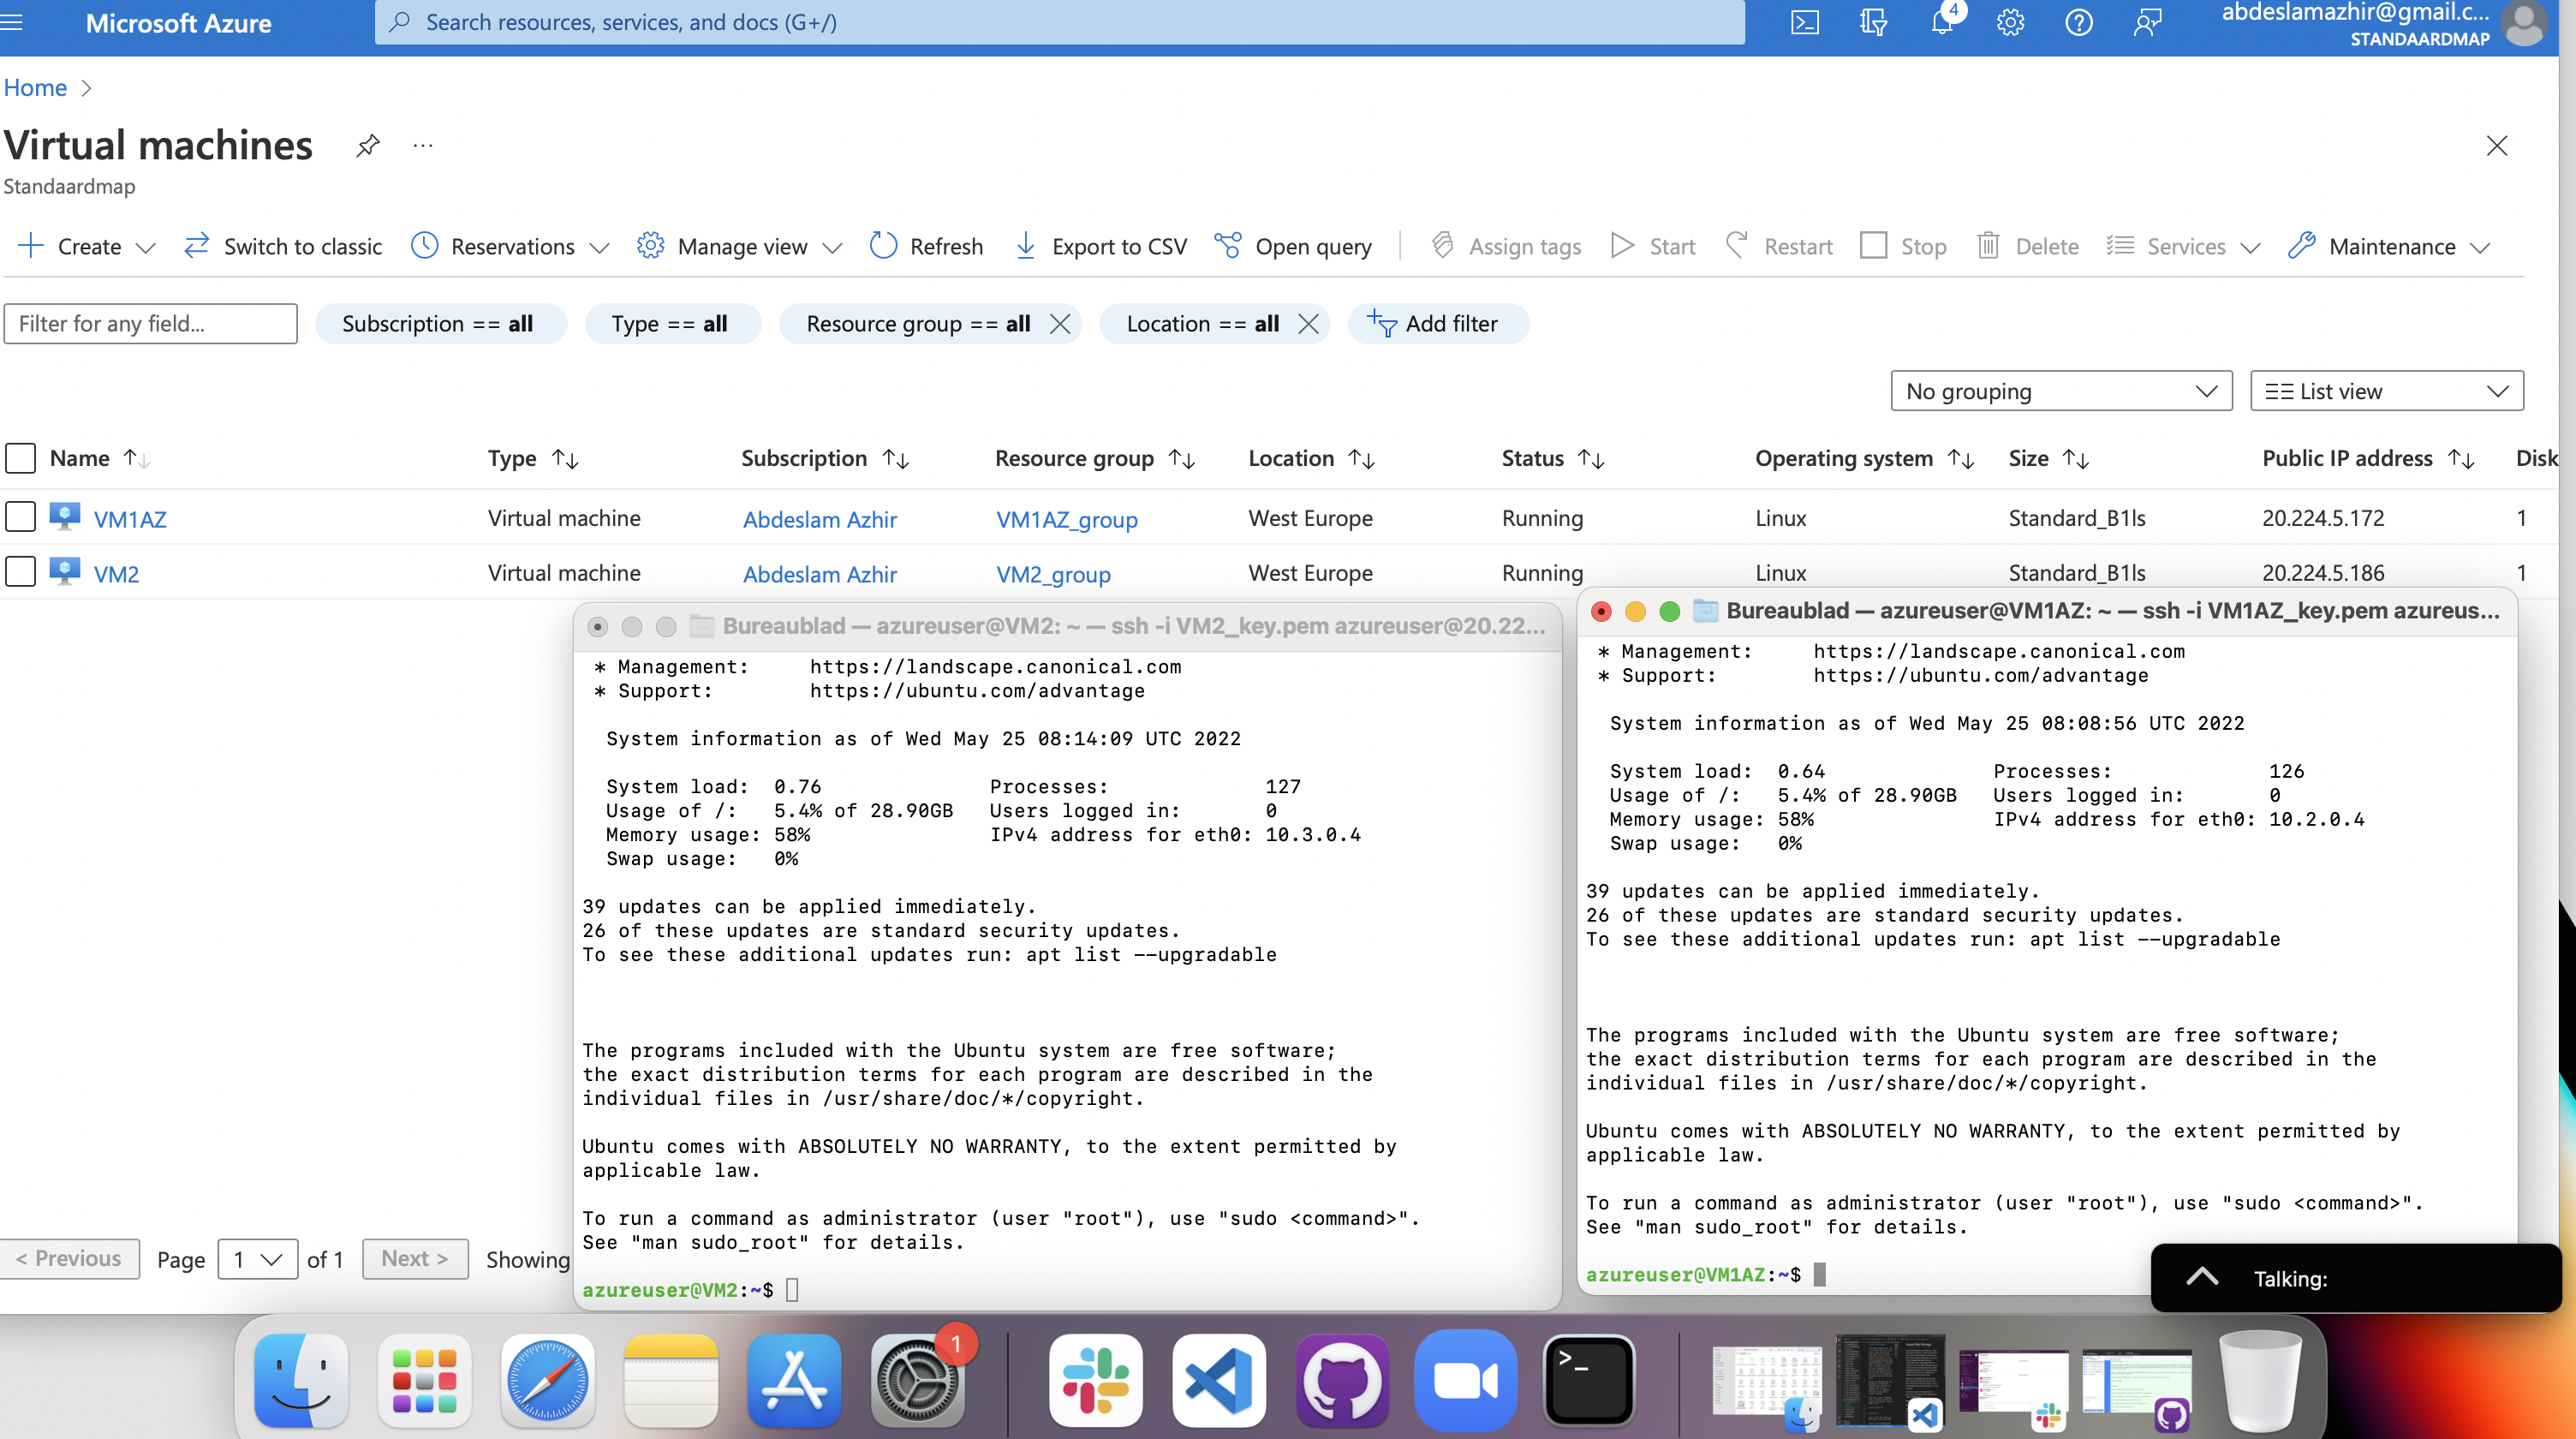 Microsoft Azure
Search resources, services, and docs (G+/)
4
abdeslamazhir@gmail.c...
STANDAARDMAP
Home
Virtual machines
Standaardmap
Create
Switch to classic
Reservations
Manage view
Refresh
Export to CSV
Open query
Assign tags
Start
Restart
Stop
Delete
Services
Maintenance
Filter for any field...
Subscription == all
Type == all
Resource group == all
Location == all
Add filter
No grouping
List view
Name Type Subscription Resource group Location Status Operating system Size Public IP address Disk
VM1AZ Virtual machine Abdeslam Azhir VM1AZ_group West Europe Running Linux Standard_B1ls 20.224.5.172 1
VM2 Virtual machine Abdeslam Azhir VM2_group West Europe Running Linux Standard_B1ls 20.224.5.186 1
Bureaublad — azureuser@VM2: ~ — ssh -i VM2_key.pem azureuser@20.22...
* Management: https://landscape.canonical.com
* Support: https://ubuntu.com/advantage
System information as of Wed May 25 08:14:09 UTC 2022
System load: 0.76 Processes: 127
Usage of /: 5.4% of 28.90GB Users logged in: 0
Memory usage: 58% IPv4 address for eth0: 10.3.0.4
Swap usage: 0%
39 updates can be applied immediately.
26 of these updates are standard security updates.
To see these additional updates run: apt list --upgradable
The programs included with the Ubuntu system are free software;
the exact distribution terms for each program are described in the
individual files in /usr/share/doc/*/copyright.
Ubuntu comes with ABSOLUTELY NO WARRANTY, to the extent permitted by
applicable law.
To run a command as administrator (user "root"), use "sudo <command>".
See "man sudo_root" for details.
azureuser@VM2:~$
Bureaublad — azureuser@VM1AZ: ~ — ssh -i VM1AZ_key.pem azureus...
* Management: https://landscape.canonical.com
* Support: https://ubuntu.com/advantage
System information as of Wed May 25 08:08:56 UTC 2022
System load: 0.64 Processes: 126
Usage of /: 5.4% of 28.90GB Users logged in: 0
Memory usage: 58% IPv4 address for eth0: 10.2.0.4
Swap usage: 0%
39 updates can be applied immediately.
26 of these updates are standard security updates.
To see these additional updates run: apt list --upgradable
The programs included with the Ubuntu system are free software;
the exact distribution terms for each program are described in the
individual files in /usr/share/doc/*/copyright.
Ubuntu comes with ABSOLUTELY NO WARRANTY, to the extent permitted by
applicable law.
To run a command as administrator (user "root"), use "sudo <command>".
See "man sudo_root" for details.
azureuser@VM1AZ:~$
< Previous Page 1 of 1 Next > Showing
Talking:
1
>_